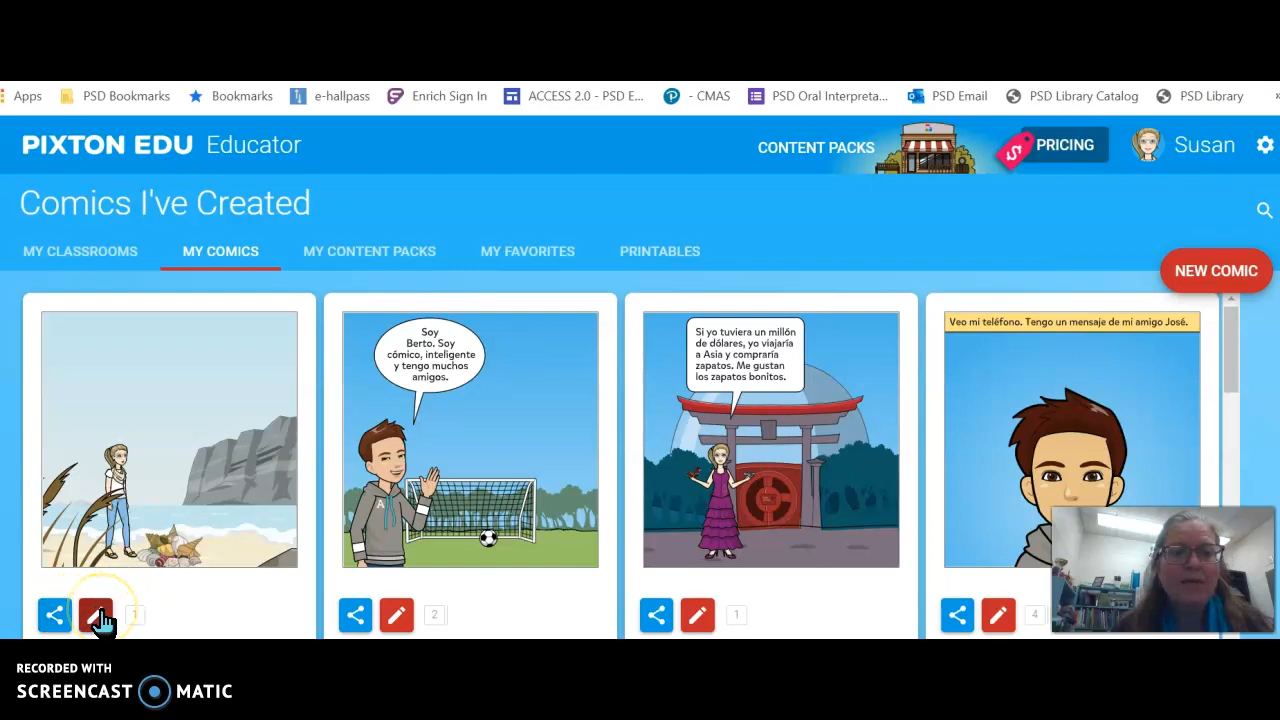 Apps PSD Bookmarks Bookmarks e-hallpass Enrich Sign In ACCESS 2.0 - PSD E... - CMAS PSD Oral Interpreta... PSD Email PSD Library Catalog PSD Library
PIXTON EDU Educator CONTENT PACKS PRICING Susan
Comics I've Created
MY CLASSROOMS MY COMICS MY CONTENT PACKS MY FAVORITES PRINTABLES
NEW COMIC
Soy
Berto. Soy
cómico, inteligente
y tengo muchos
amigos.
A
Si yo tuviera un millón
de dólares, yo viajaría
a Asia y compraría
zapatos. Me gustan
los zapatos bonitos.
Veo mi teléfono. Tengo un mensaje de mi amigo José.
1 2 1 4
RECORDED WITH
SCREENCAST MATIC